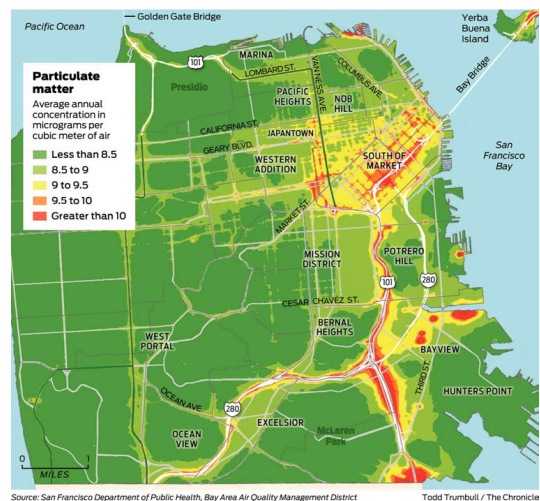 Pacific Ocean
Golden Gate Bridge
Yerba
Buena
Island
Bay Bridge
San
Francisco
Bay
Particulate
matter
Average annual
concentration in
micrograms per
cubic meter of air
Less than 8.5
8.5 to 9
9 to 9.5
9.5 to 10
Greater than 10
101
MARINA
LOMBARD ST.
Presidio
VAN NESS AVE.
COLUMBUS AVE.
PACIFIC
HEIGHTS
NOB
HILL
CALIFORNIA ST.
JAPANTOWN
GEARY BLVD.
WESTERN
ADDITION
SOUTH OF
MARKET
MARKET ST.
MISSION
DISTRICT
POTRERO
HILL
101
280
CESAR CHAVEZ ST.
BERNAL
HEIGHTS
WEST
PORTAL
BAYVIEW
THIRD ST.
HUNTERS POINT
OCEAN AVE.
280
EXCELSIOR
McLaren
Park
OCEAN
VIEW
0 1
MILES
Source: San Francisco Department of Public Health, Bay Area Air Quality Management District
Todd Trumbull / The Chronicle